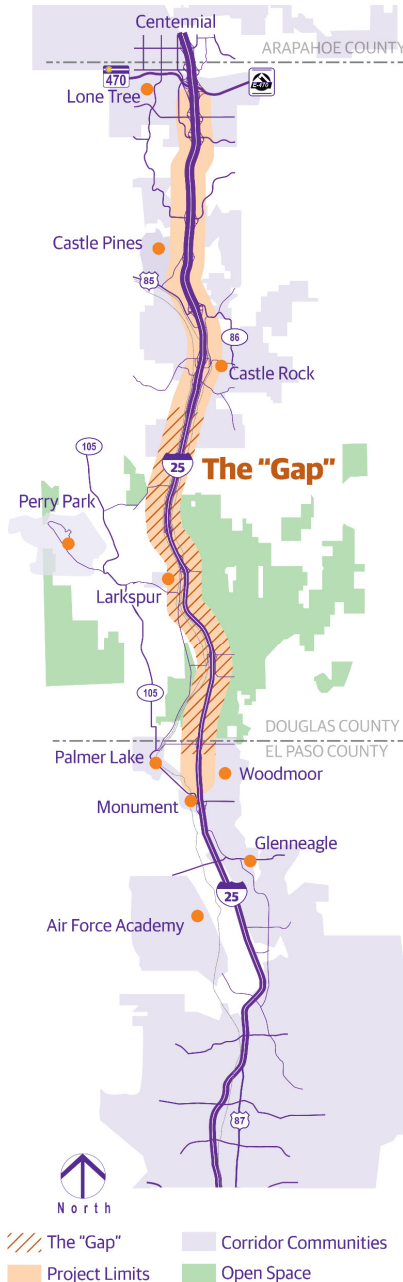 Centennial
ARAPAHOE COUNTY
470
E-470
Lone Tree
Castle Pines
85
86
Castle Rock
105
25
The "Gap"
Perry Park
Larkspur
105
DOUGLAS COUNTY
EL PASO COUNTY
Palmer Lake
Woodmoor
Monument
Glenneagle
25
Air Force Academy
87
North
The "Gap"
Corridor Communities
Project Limits
Open Space